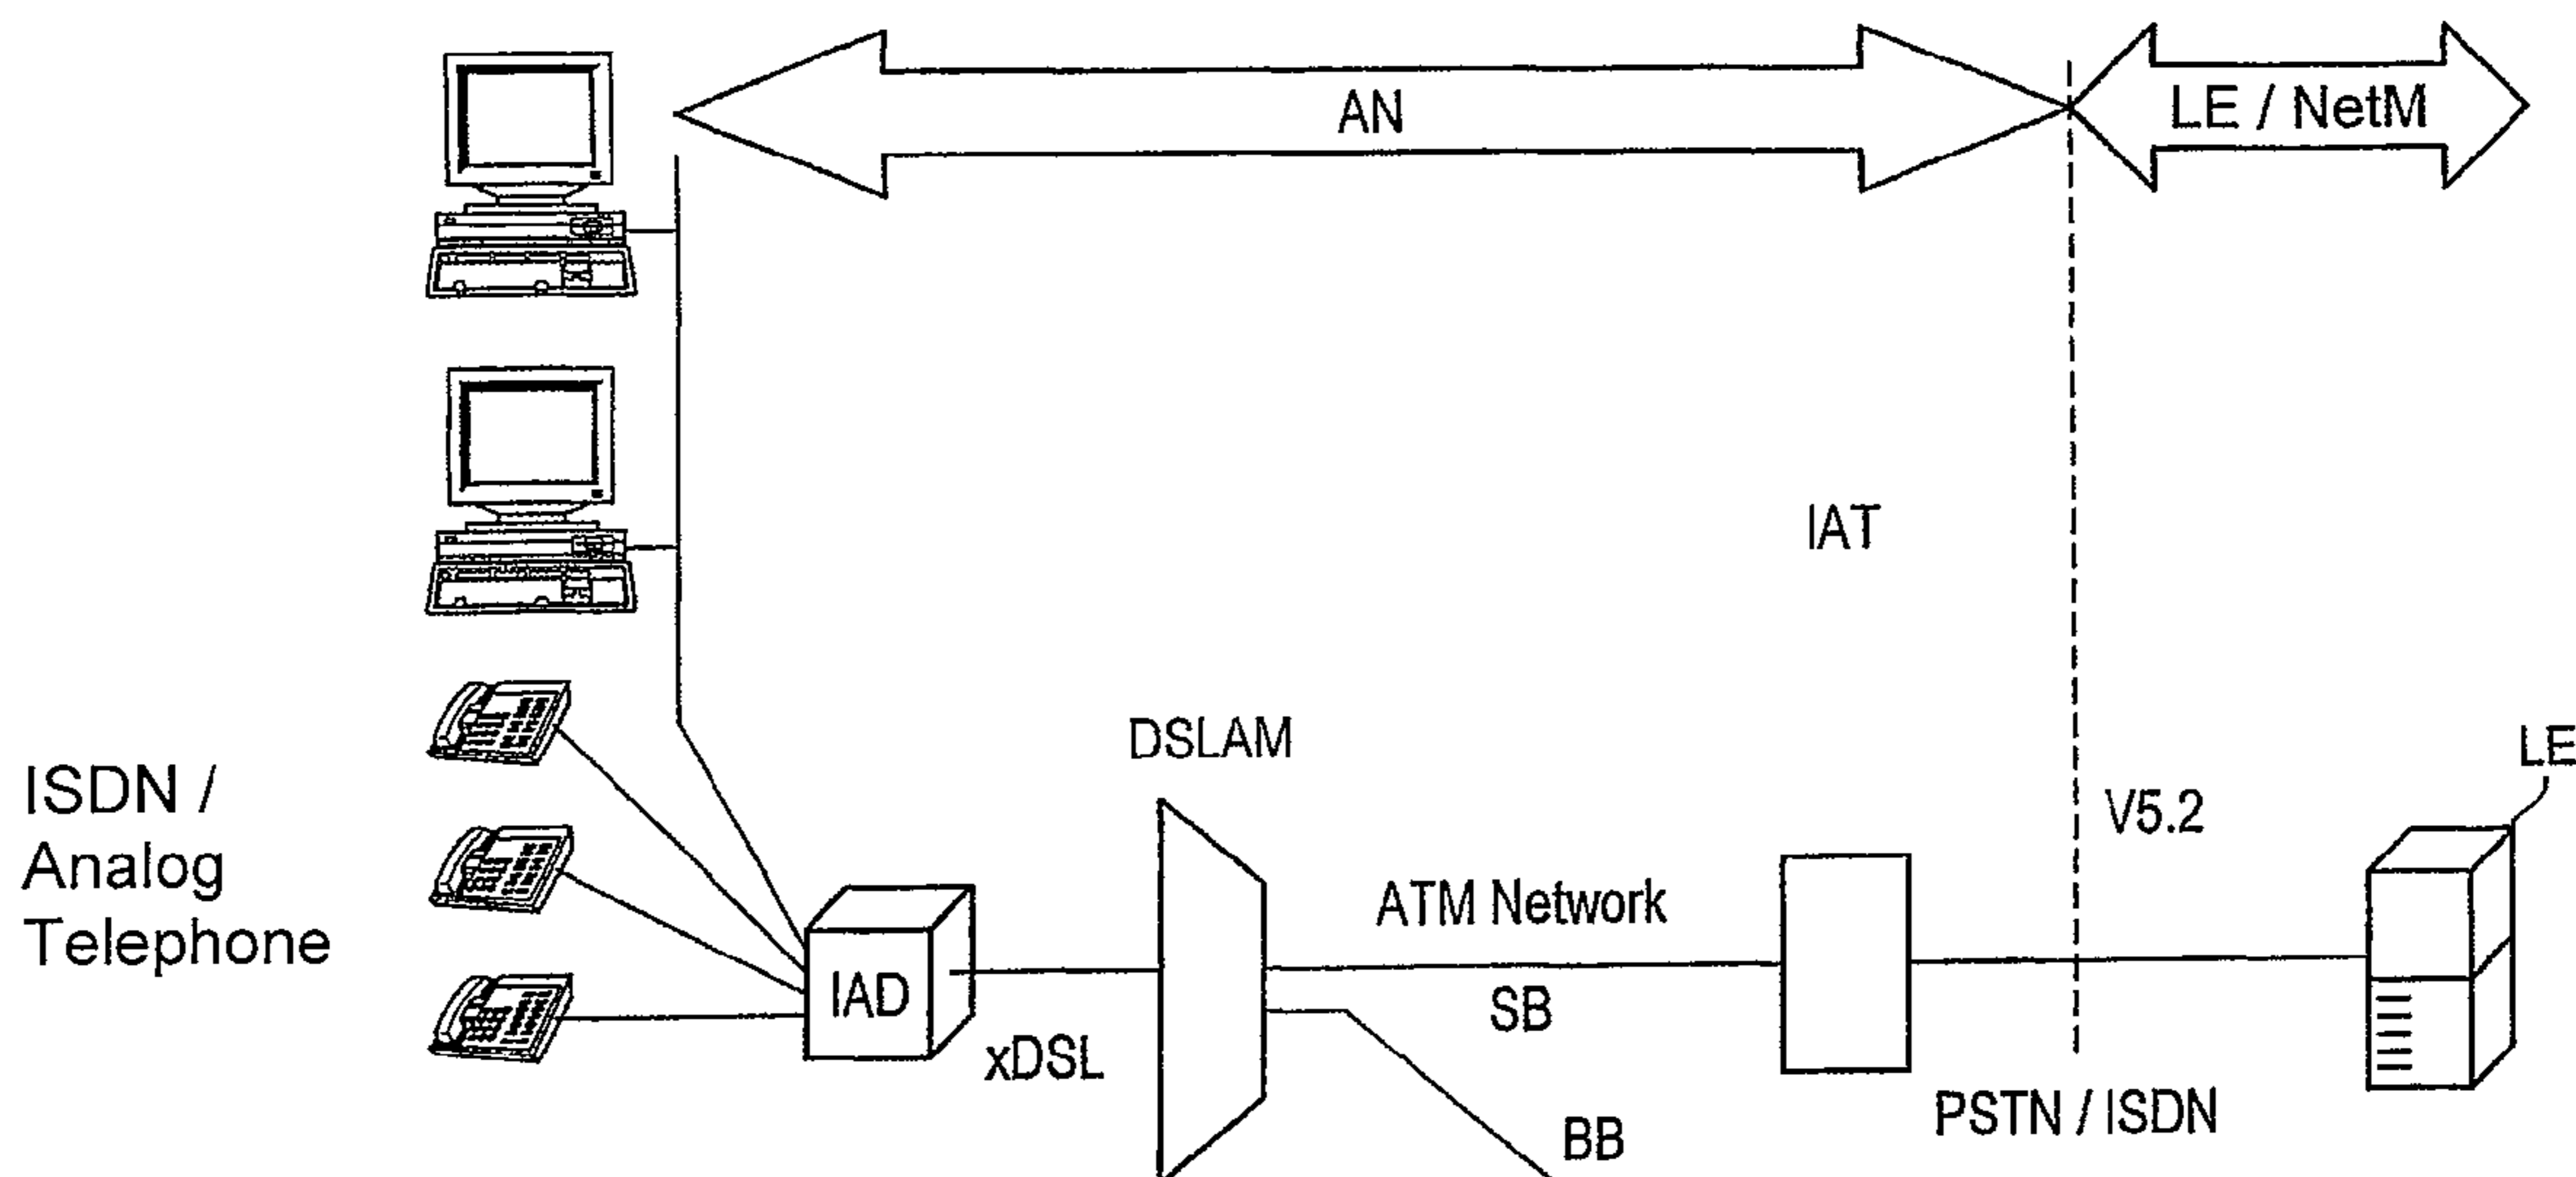 AN
LE / NetM
IAT
DSLAM
LE
ISDN /
Analog
Telephone
V5.2
ATM Network
IAD
SB
xDSL
PSTN / ISDN
BB